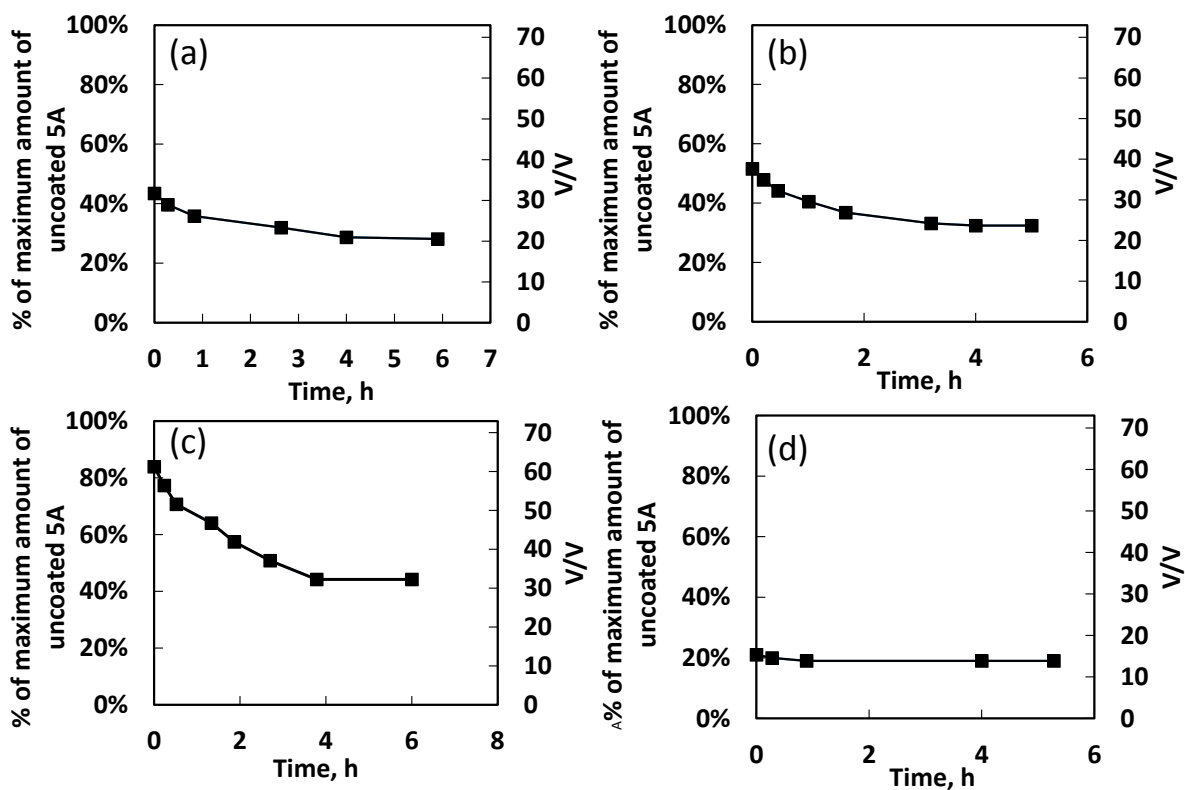 (a)
% of maximum amount of
uncoated 5A
100%
80%
60%
40%
20%
0%
70
60
50
40
30
20
10
0
V/V
0 1 2 3 4 5 6 7
Time, h
(b)
% of maximum amount of
uncoated 5A
100%
80%
60%
40%
20%
0%
70
60
50
40
30
20
10
0
V/V
0 2 4 6
Time, h
(c)
% of maximum amount of
uncoated 5A
100%
80%
60%
40%
20%
0%
70
60
50
40
30
20
10
0
V/V
0 2 4 6 8
Time, h
(d)
A% of maximum amount of
uncoated 5A
100%
80%
60%
40%
20%
0%
70
60
50
40
30
20
10
0
V/V
0 2 4 6
Time, h